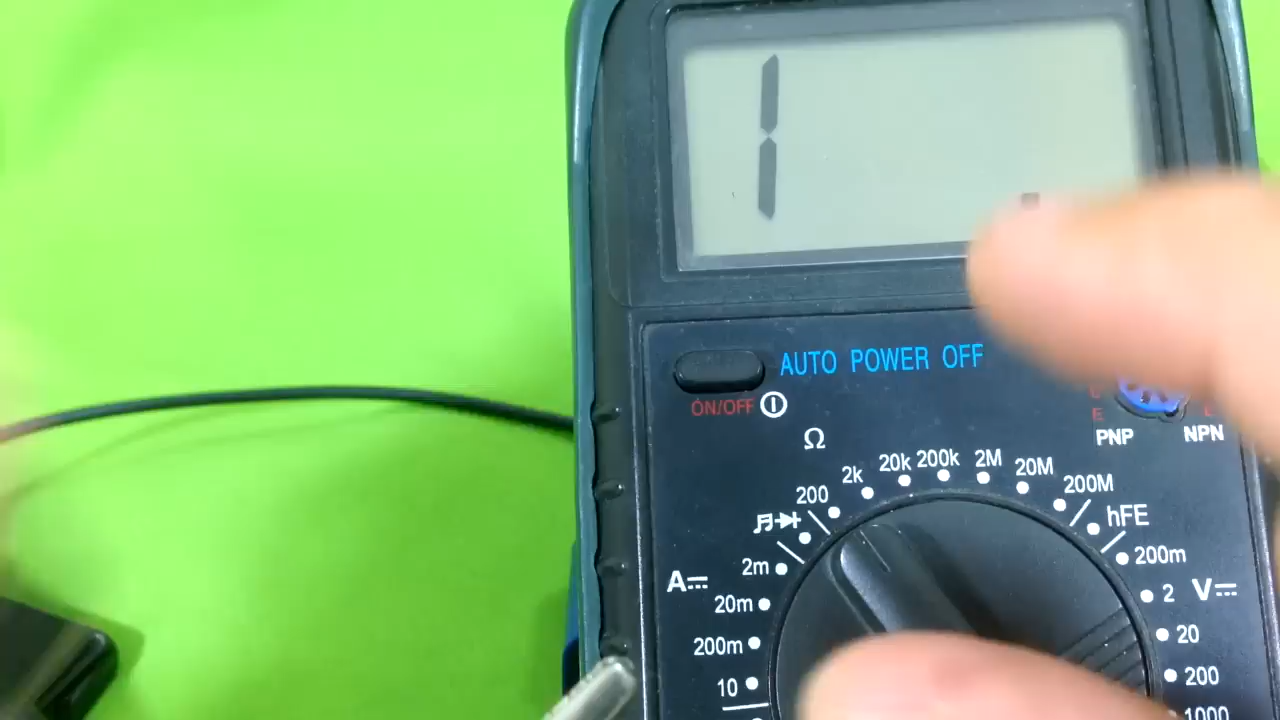 1
AUTO POWER OFF
ON/OFF
E
PNP
NPN
Ω
200
2k
20k
200k
2M
20M
200M
hFE
2m
20m
200m
10
A
200m
2
20
200
1000
V